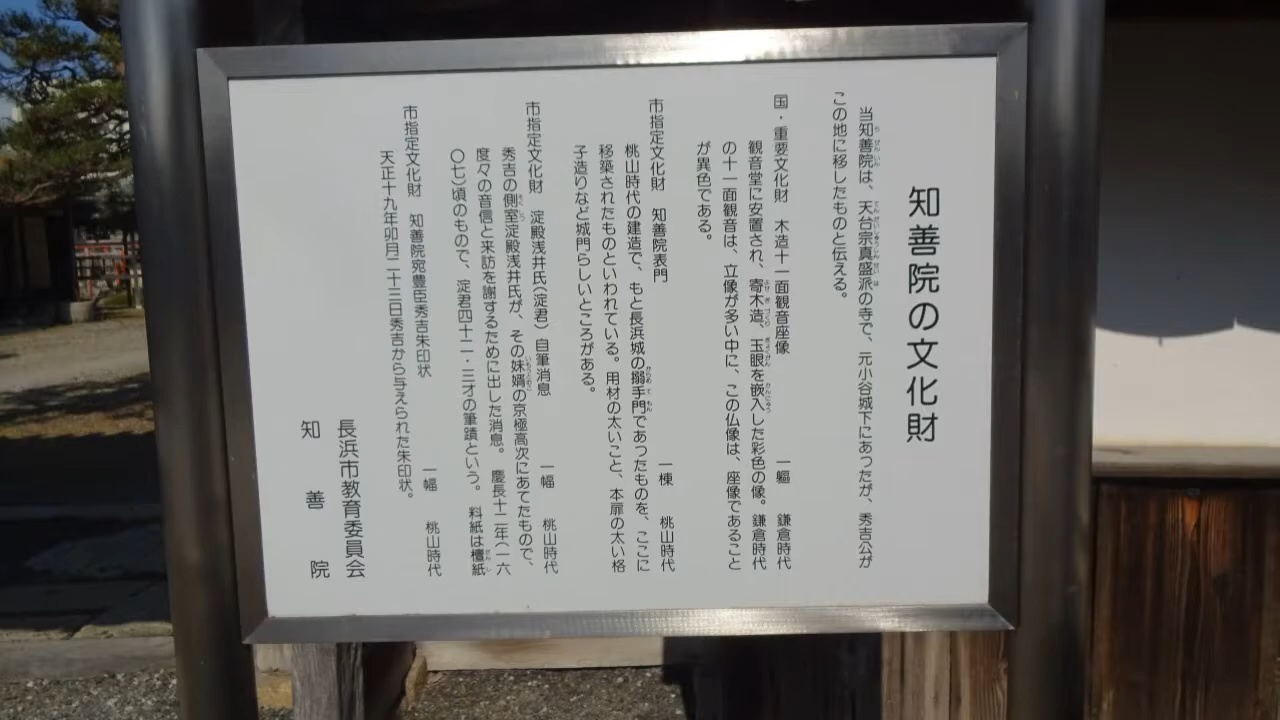 知善院の文化財
当知善院は、天台宗真盛派の寺で、元小谷城下にあったが、秀吉公が
この地に移したものと伝える。
国・重要文化財　木造十一面観音座像　一軀　鎌倉時代
観音堂に安置され、寄木造、玉眼を嵌入した彩色の像。鎌倉時代
の十一面観音は、立像が多い中に、この仏像は、座像であること
が異色である。
市指定文化財　知善院表門　一棟　桃山時代
桃山時代の建造で、もと長浜城の搦手門であったものを、ここに
移築されたものといわれている。用材の太いこと、本扉の太い格
子造りなど城門らしいところがある。
市指定文化財　淀殿浅井氏（淀君）自筆消息　一幅　桃山時代
秀吉の側室淀殿浅井氏が、その妹婿の京極高次にあてたもので、
度々の音信と来訪を謝するために出した消息。慶長十二年（一六
〇七）頃のもので、淀君四十二・三才の筆蹟という。料紙は檀紙
市指定文化財　知善院宛豊臣秀吉朱印状　一幅　桃山時代
天正十九年卯月二十三日秀吉から与えられた朱印状。
長浜市教育委員会
知善院